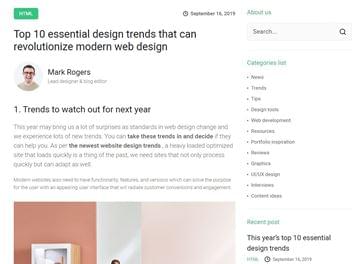 HTML
September 16, 2019
Top 10 essential design trends that can
revolutionize modern web design
Mark Rogers
Lead designer & blog editor
1. Trends to watch out for next year
This year may bring us a lot of surprises as standards in web design change and
we experience lots of new trends. You can take these trends in and decide if they
can help you. As per the newest website design trends , a heavy loaded optimized
site that loads quickly is a thing of the past, we need sites that not only process
quickly but can adapt as well.
Modern websites also need to have functionality, features, and versions which can solve the purpose
for the user with an appearing user interface that will radiate customer conversions and engagement.
About us
Search...
Categories list
News
Trends
Tips
Design tools
Web development
Resources
Portfolio inspiration
Reviews
Graphics
UI/UX design
Interviews
Content ideas
Recent post
This year's top 10 essential
design trends
HTML
September 16, 2019